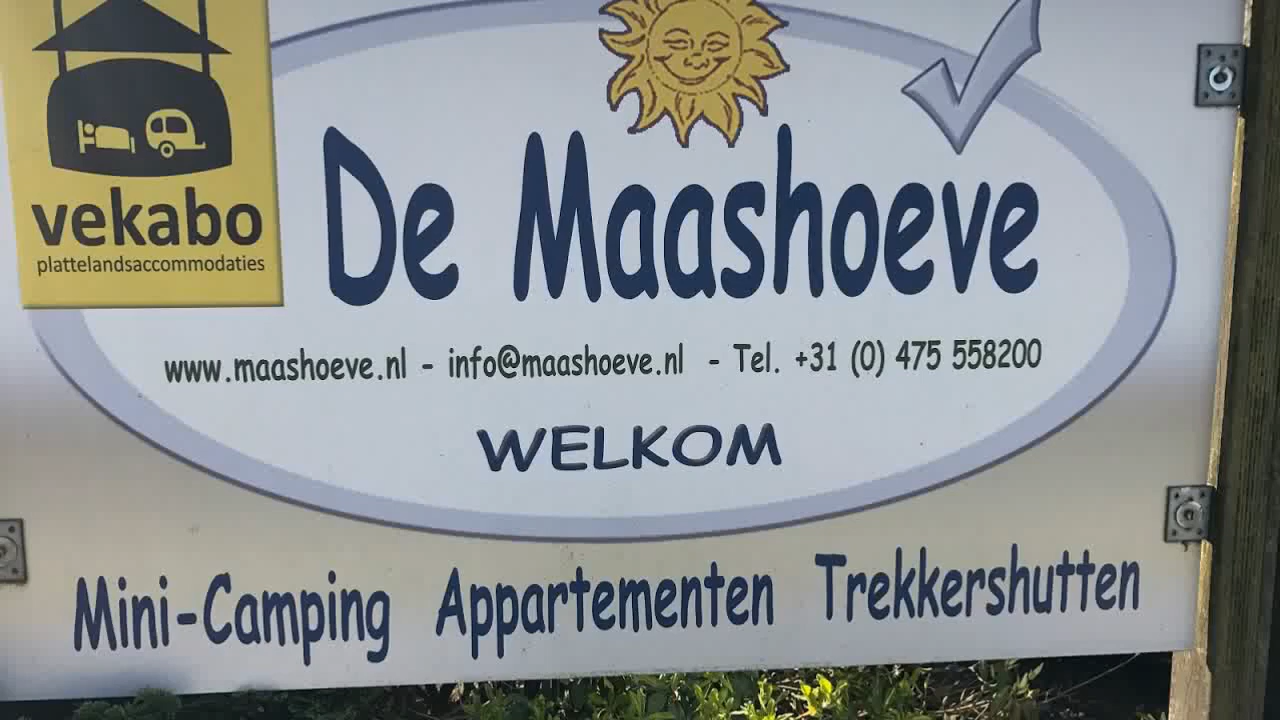 vekabo
plattelandsaccommodaties
De Maashoeve
www.maashoeve.nl - info@maashoeve.nl - Tel. +31 (0) 475 558200
WELKOM
Mini-Camping Appartementen Trekkershutten